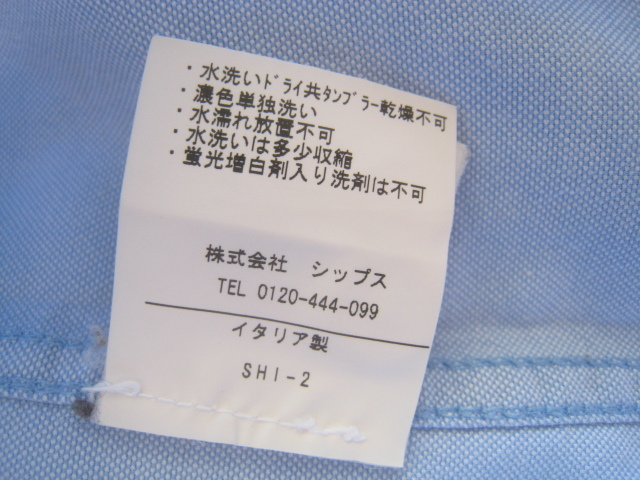 ・水洗いﾄﾞﾗｲ共ﾀﾝﾌﾞﾗｰ乾燥不可
・濃色単独洗い
・水濡れ放置不可
・水洗いは多少収縮
・蛍光増白剤入り洗剤は不可
株式会社 シップス
TEL 0120-444-099
イタリア製
SHI-2